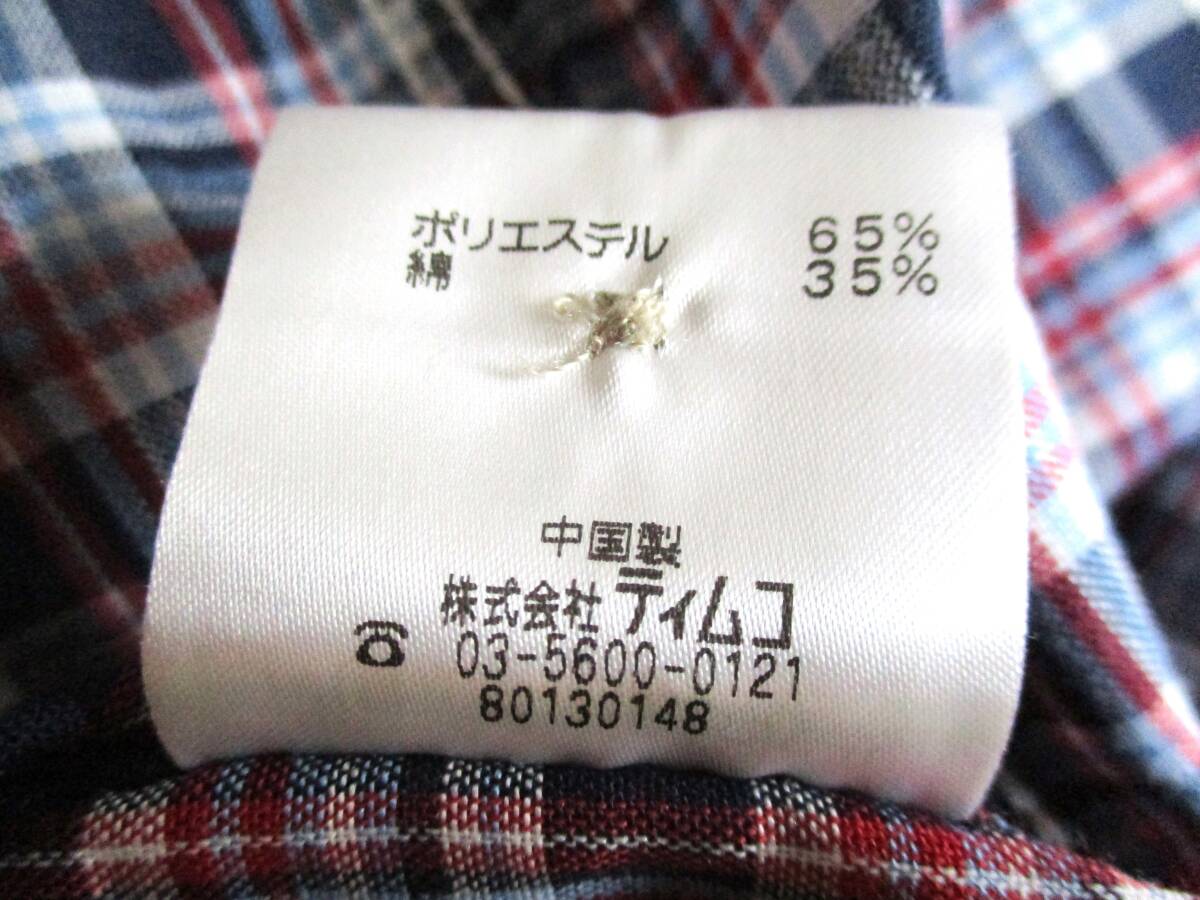 ポリエステル 65%
綿 35%
中国製
株式会社ティムコ
☎ 03-5600-0121
80130148